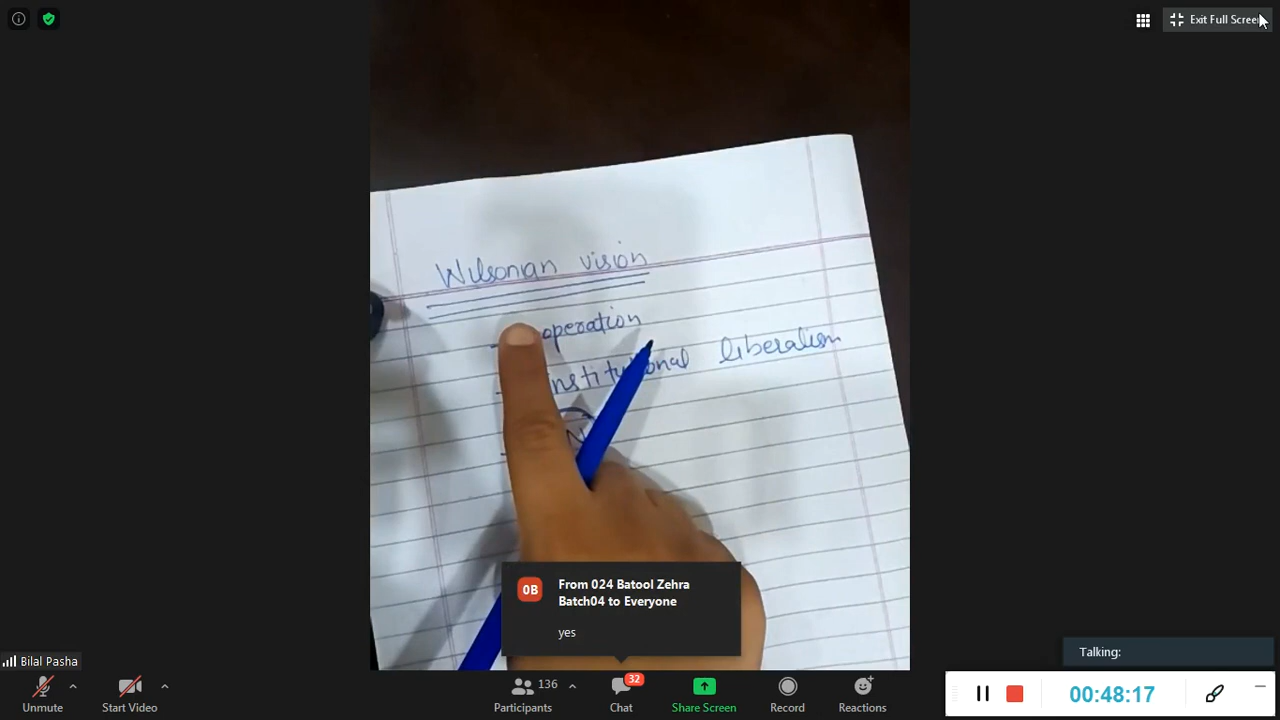 Exit Full Screen
Wilsonian vision
operation
institutional liberalism
From 024 Batool Zehra
Batch04 to Everyone
yes
Talking:
Bilal Pasha
136
32
00:48:17
Unmute
Start Video
Participants
Chat
Share Screen
Record
Reactions